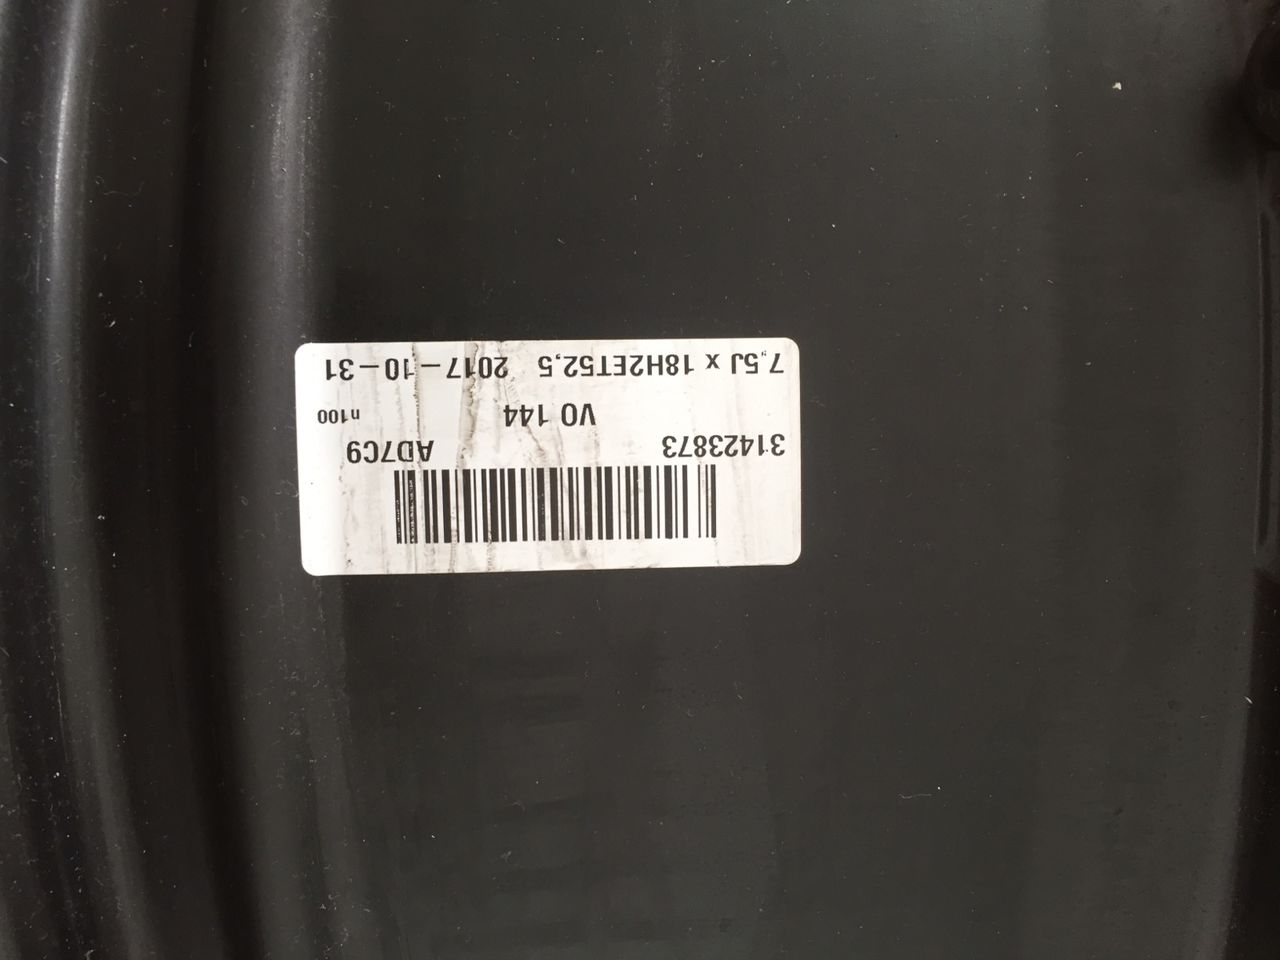 31423873 AD7C9
VO 144 n100
7,5J x 18H2ET52,5 2017-10-31